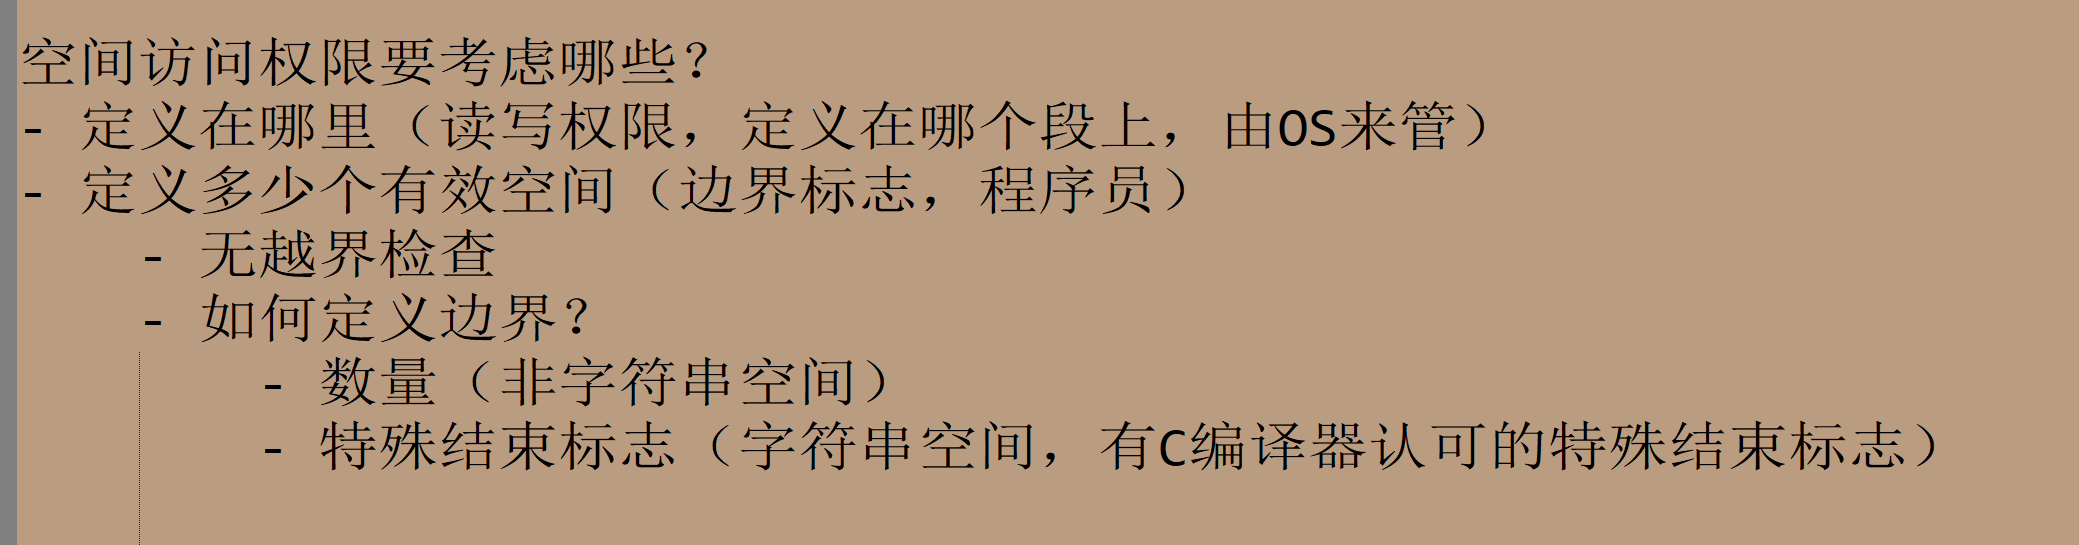 空间访问权限要考虑哪些？
- 定义在哪里（读写权限，定义在哪个段上，由OS来管）
- 定义多少个有效空间（边界标志，程序员）
- 无越界检查
- 如何定义边界？
- 数量（非字符串空间）
- 特殊结束标志（字符串空间，有C编译器认可的特殊结束标志）